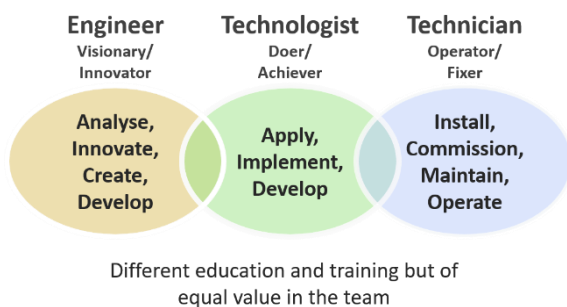 Engineer
Visionary/
Innovator
Analyse,
Innovate,
Create,
Develop
Technologist
Doer/
Achiever
Apply,
Implement,
Develop
Technician
Operator/
Fixer
Install,
Commission,
Maintain,
Operate
Different education and training but of
equal value in the team